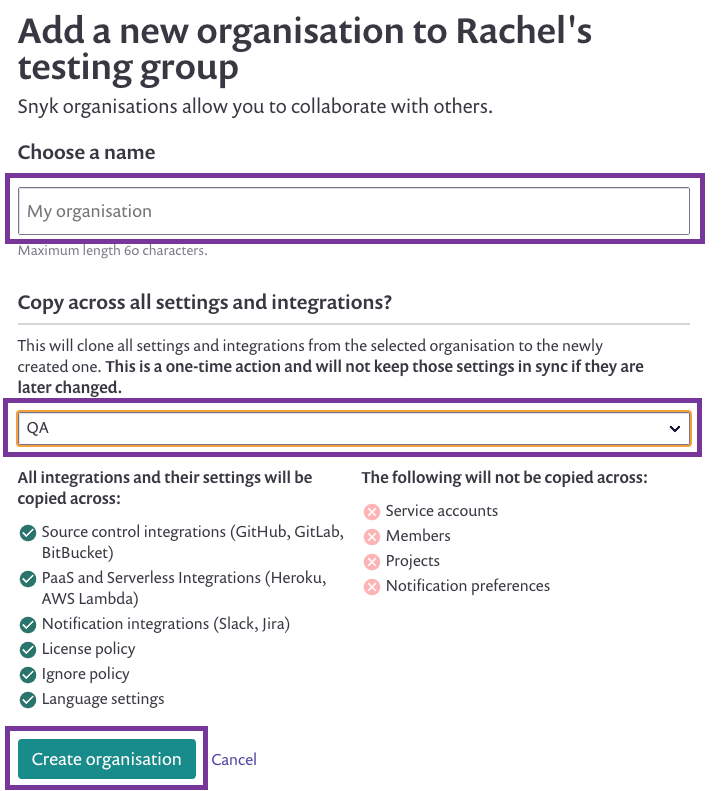 Add a new organisation to Rachel's
testing group
Snyk organisations allow you to collaborate with others.
Choose a name
My organisation
Maximum length 60 characters.
Copy across all settings and integrations?
This will clone all settings and integrations from the selected organisation to the newly
created one. This is a one-time action and will not keep those settings in sync if they are
later changed.
QA
All integrations and their settings will be
copied across:
Source control integrations (GitHub, GitLab,
BitBucket)
PaaS and Serverless Integrations (Heroku,
AWS Lambda)
Notification integrations (Slack, Jira)
License policy
Ignore policy
Language settings
The following will not be copied across:
Service accounts
Members
Projects
Notification preferences
Create organisation
Cancel